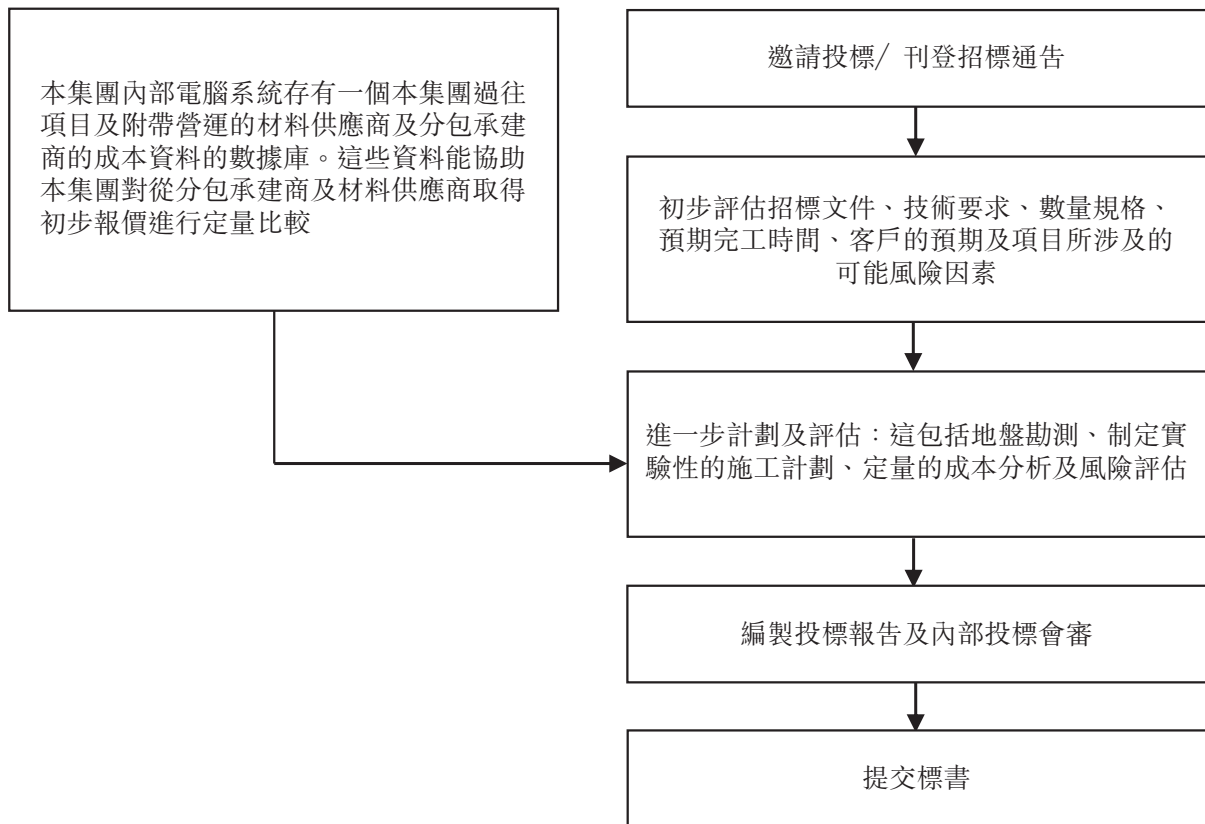 本集團內部電腦系統存有一個本集團過往
項目及附帶營運的材料供應商及分包承建
商的成本資料的數據庫。這些資料能協助
本集團對從分包承建商及材料供應商取得
初步報價進行定量比較
邀請投標/ 刊登招標通告
初步評估招標文件、技術要求、數量規格、
預期完工時間、客戶的預期及項目所涉及的
可能風險因素
進一步計劃及評估：這包括地盤勘測、制定實
驗性的施工計劃、定量的成本分析及風險評估
編製投標報告及內部投標會審
提交標書